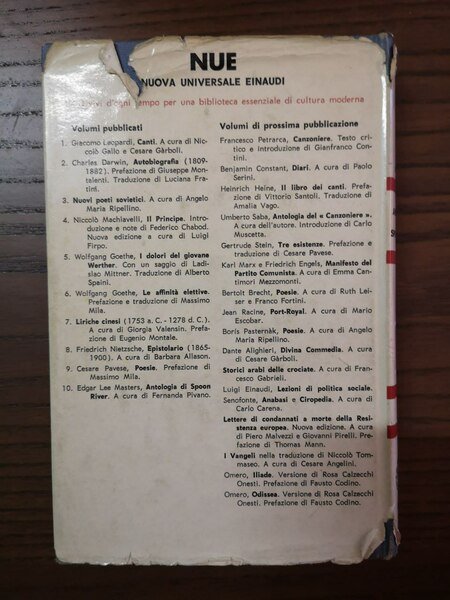 NUE
NUOVA UNIVERSALE EINAUDI
d'ogni tempo per una biblioteca essenziale di cultura moderna
Volumi pubblicati
1. Giacomo Leopardi, Canti. A cura di Nic-
colò Gallo e Cesare Gàrboli.
2. Charles Darwin, Autobiografia (1809-
1882). Prefazione di Giuseppe Mon-
talenti. Traduzione di Luciana Fra-
tini.
3. Nuovi poeti sovietici. A cura di Angelo
Maria Ripellino.
4. Niccolò Machiavelli, Il Principe. Intro-
duzione e note di Federico Chabod.
Nuova edizione a cura di Luigi
Firpo.
5. Wolfgang Goethe, I dolori del giovane
Werther. Con un saggio di Ladi-
slao Mittner. Traduzione di Alberto
Spaini.
6. Wolfgang Goethe, Le affinità elettive.
Prefazione e traduzione di Massimo
Mila.
7. Liriche cinesi (1753 a. C. - 1278 d. C.).
A cura di Giorgia Valensin. Prefa-
zione di Eugenio Montale.
8. Friedrich Nietzsche, Epistolario (1865-
1900). A cura di Barbara Allason.
9. Cesare Pavese, Poesie. Prefazione di
Massimo Mila.
10. Edgar Lee Masters, Antologia di Spoon
River. A cura di Fernanda Pivano.
Volumi di prossima pubblicazione
Francesco Petrarca, Canzoniere. Testo cri-
tico e introduzione di Gianfranco Con-
tini.
Benjamin Constant, Diari. A cura di Paolo
Serini.
Heinrich Heine, Il libro dei canti. Prefa-
zione di Vittorio Santoli. Traduzione di
Amalia Vago.
Umberto Saba, Antologia del « Canzoniere ».
A cura dell'autore. Introduzione di Carlo
Muscetta.
Gertrude Stein, Tre esistenze. Prefazione e
traduzione di Cesare Pavese.
Karl Marx e Friedrich Engels, Manifesto del
Partito Comunista. A cura di Emma Can-
timori Mezzomonti.
Bertolt Brecht, Poesie. A cura di Ruth Lei-
ser e Franco Fortini.
Jean Racine, Port-Royal. A cura di Mario
Escobar.
Borís Pasternàk, Poesie. A cura di Angelo
Maria Ripellino.
Dante Alighieri, Divina Commedia. A cura
di Cesare Gàrboli.
Storici arabi delle crociate. A cura di Fran-
cesco Gabrieli.
Luigi Einaudi, Lezioni di politica sociale.
Senofonte, Anabasi e Ciropedia. A cura di
Carlo Carena.
Lettere di condannati a morte della Resi-
stenza europea. Nuova edizione. A cura
di Piero Malvezzi e Giovanni Pirelli. Pre-
fazione di Thomas Mann.
I Vangeli nella traduzione di Niccolò Tom-
maseo. A cura di Cesare Angelini.
Omero, Iliade. Versione di Rosa Calzecchi
Onesti. Prefazione di Fausto Codino.
Omero, Odissea. Versione di Rosa Calzecchi
Onesti. Prefazione di Fausto Codino.